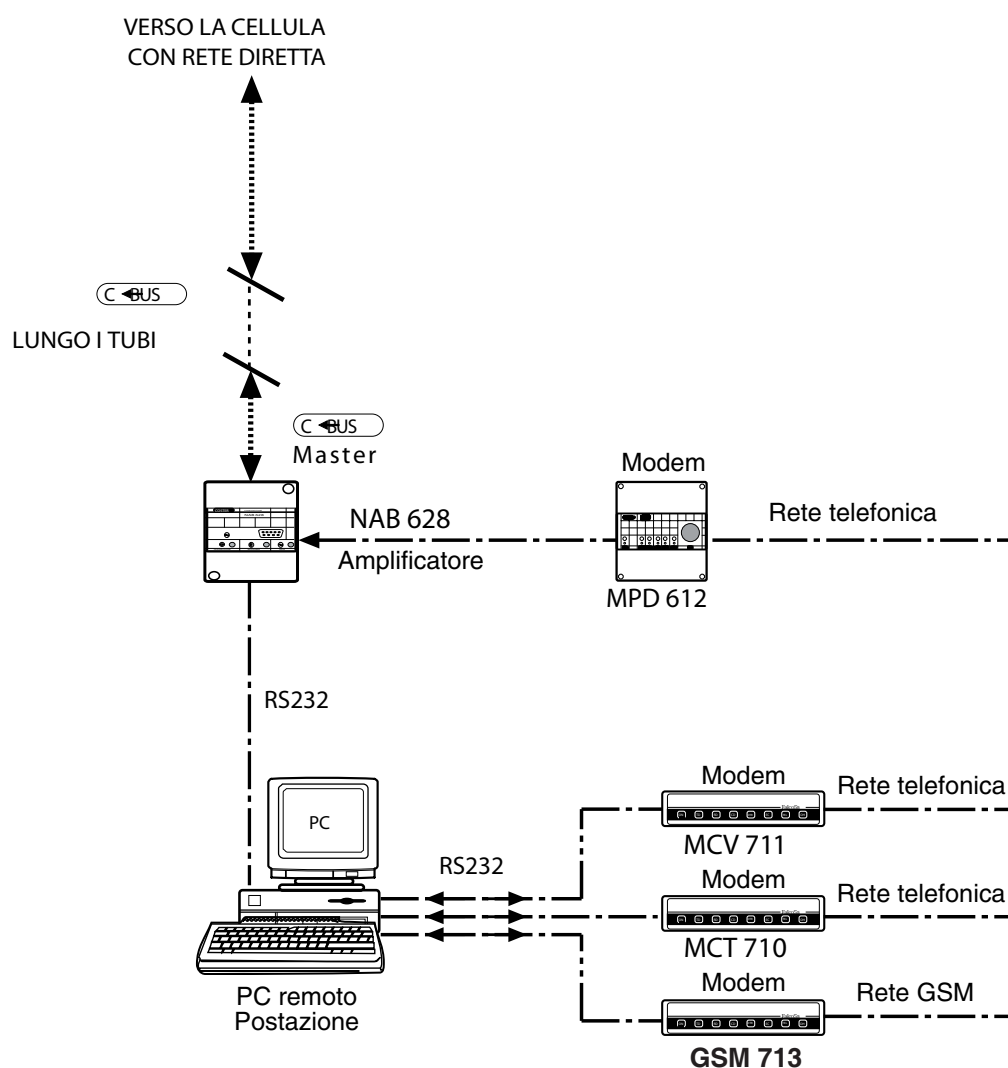 VERSO LA CELLULA
CON RETE DIRETTA
C BUS
LUNGO I TUBI
C BUS
Master
Modem
NAB 628
Rete telefonica
Amplificatore
MPD 612
RS232
Modem
Rete telefonica
PC
MCV 711
RS232
Modem
Rete telefonica
MCT 710
Modem
Rete GSM
PC remoto
Postazione
GSM 713